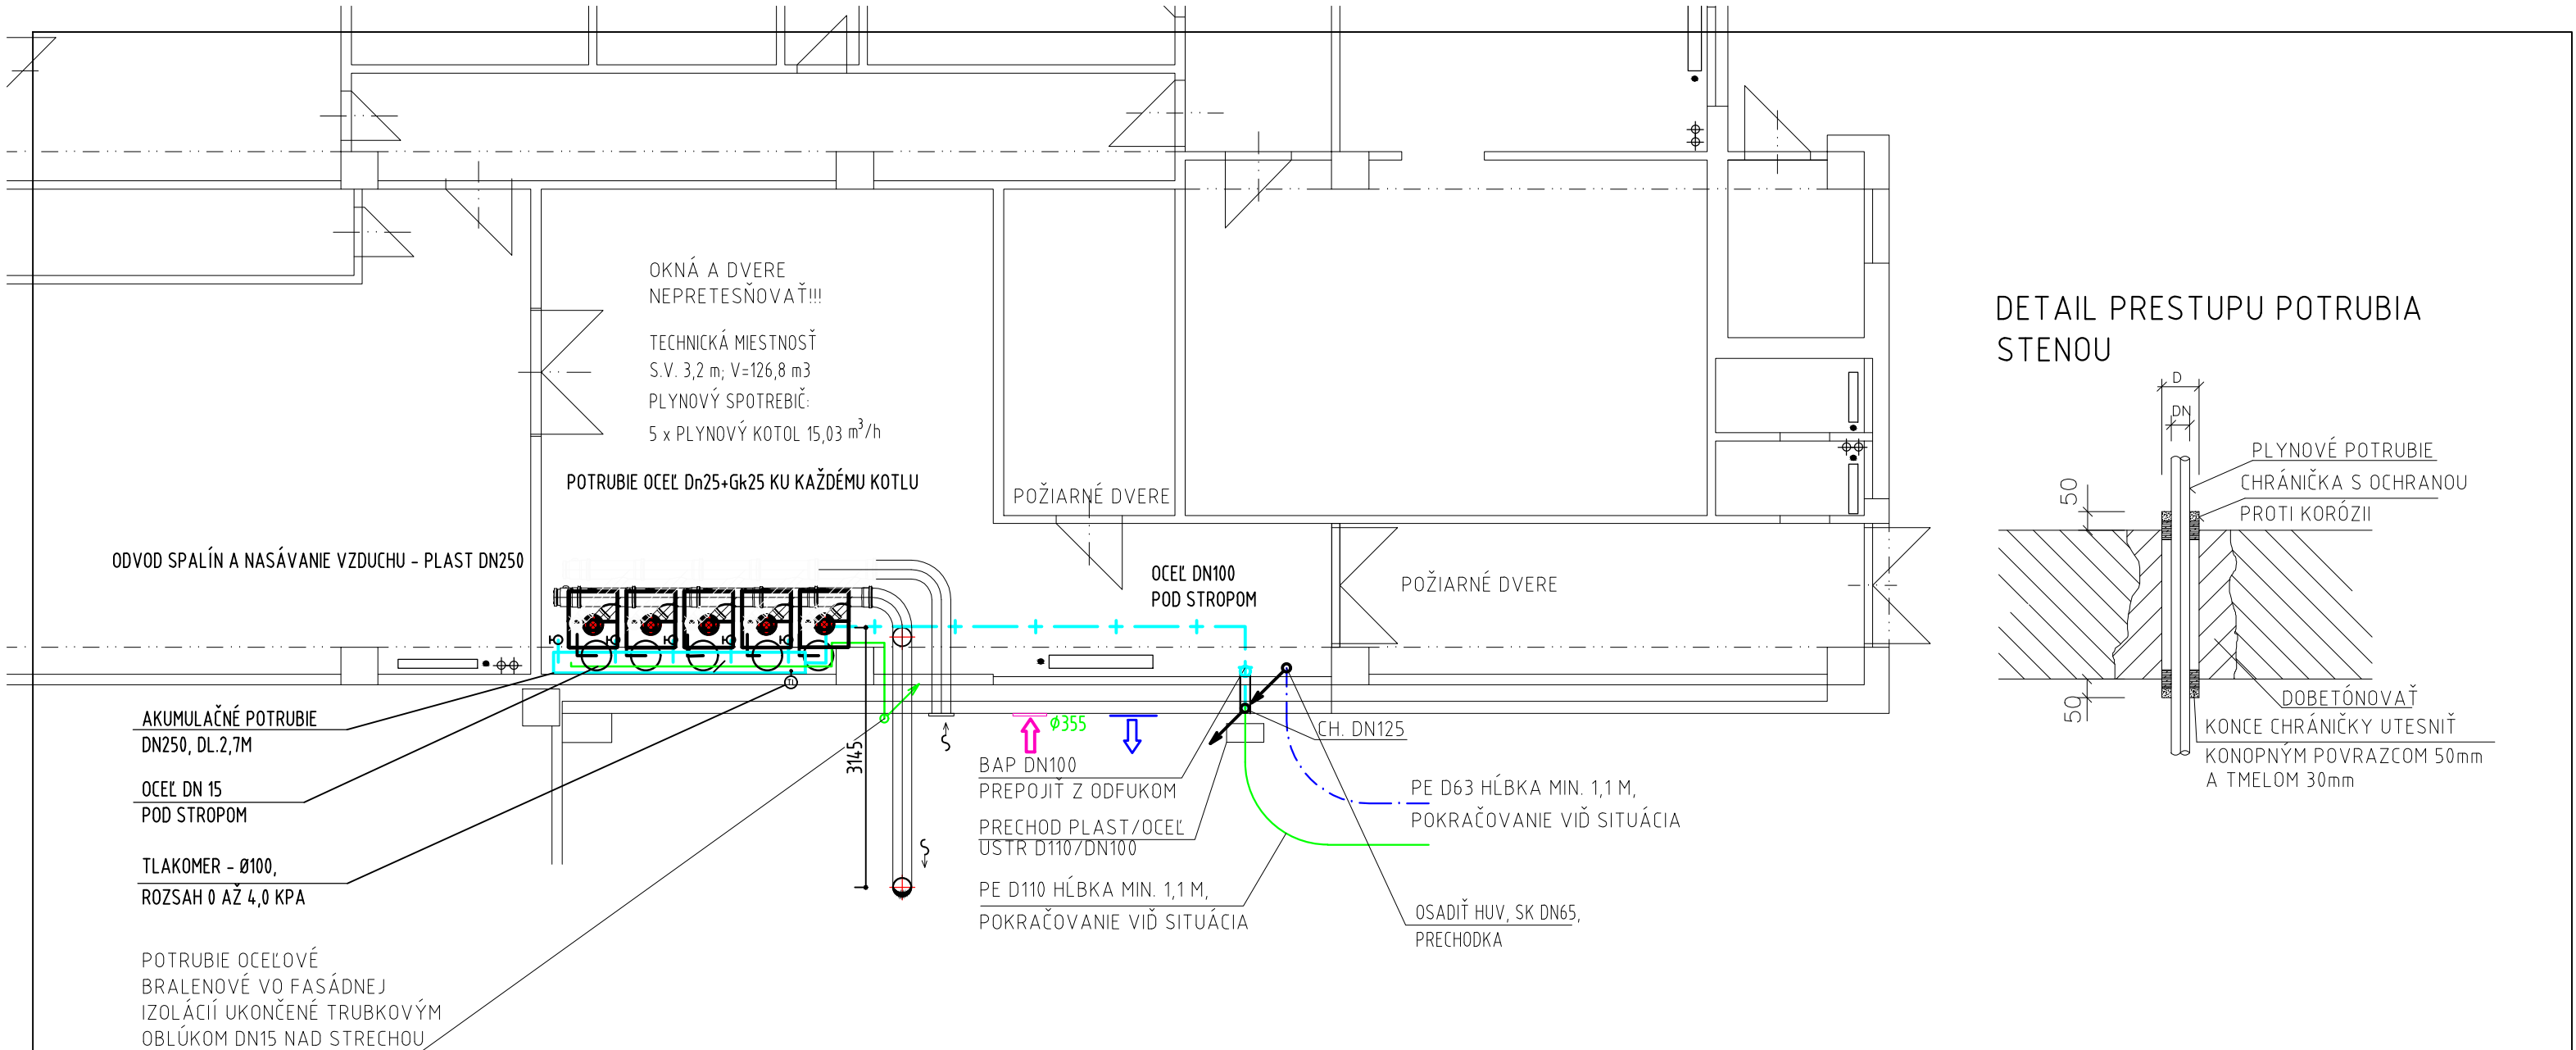 OKNÁ A DVERE
NEPRETESŇOVAŤ!!!
TECHNICKÁ MIESTNOSŤ
S.V. 3,2 m; V=126,8 m3
PLYNOVÝ SPOTREBIČ:
5 x PLYNOVÝ KOTOL 15,03 m³/h
POTRUBIE OCEĽ Dn25+Gk25 KU KAŽDÉMU KOTLU
POŽIARNÉ DVERE
ODVOD SPALÍN A NASÁVANIE VZDUCHU - PLAST DN250
OCEĽ DN100
POD STROPOM
POŽIARNÉ DVERE
AKUMULAČNÉ POTRUBIE
DN250, DL.2,7M
OCEĽ DN 15
POD STROPOM
TLAKOMER - Ø100,
ROZSAH 0 AŽ 4,0 KPA
POTRUBIE OCEĽOVÉ
BRALENOVÉ VO FASÁDNEJ
IZOLÁCIÍ UKONČENÉ TRUBKOVÝM
OBLÚKOM DN15 NAD STRECHOU
3145
Ø355
CH. DN125
BAP DN100
PREPOJIŤ Z ODFUKOM
PRECHOD PLAST/OCEĽ
USTR D110/DN100
PE D110 HĹBKA MIN. 1,1 M,
POKRAČOVANIE VIĎ SITUÁCIA
PE D63 HĹBKA MIN. 1,1 M,
POKRAČOVANIE VIĎ SITUÁCIA
OSADIŤ HUV, SK DN65,
PRECHODKA
DETAIL PRESTUPU POTRUBIA
STENOU
D
DN
PLYNOVÉ POTRUBIE
CHRÁNIČKA S OCHRANOU
PROTI KORÓZII
50
50
DOBETÓNOVAŤ
KONCE CHRÁNIČKY UTESNIŤ
KONOPNÝM POVRAZCOM 50mm
A TMELOM 30mm